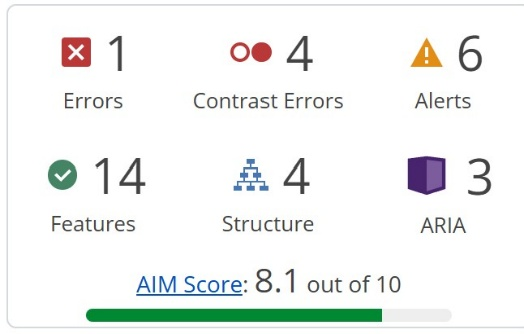 1 4 6
Errors Contrast Errors Alerts
14 4 3
Features Structure ARIA
AIM Score: 8.1 out of 10